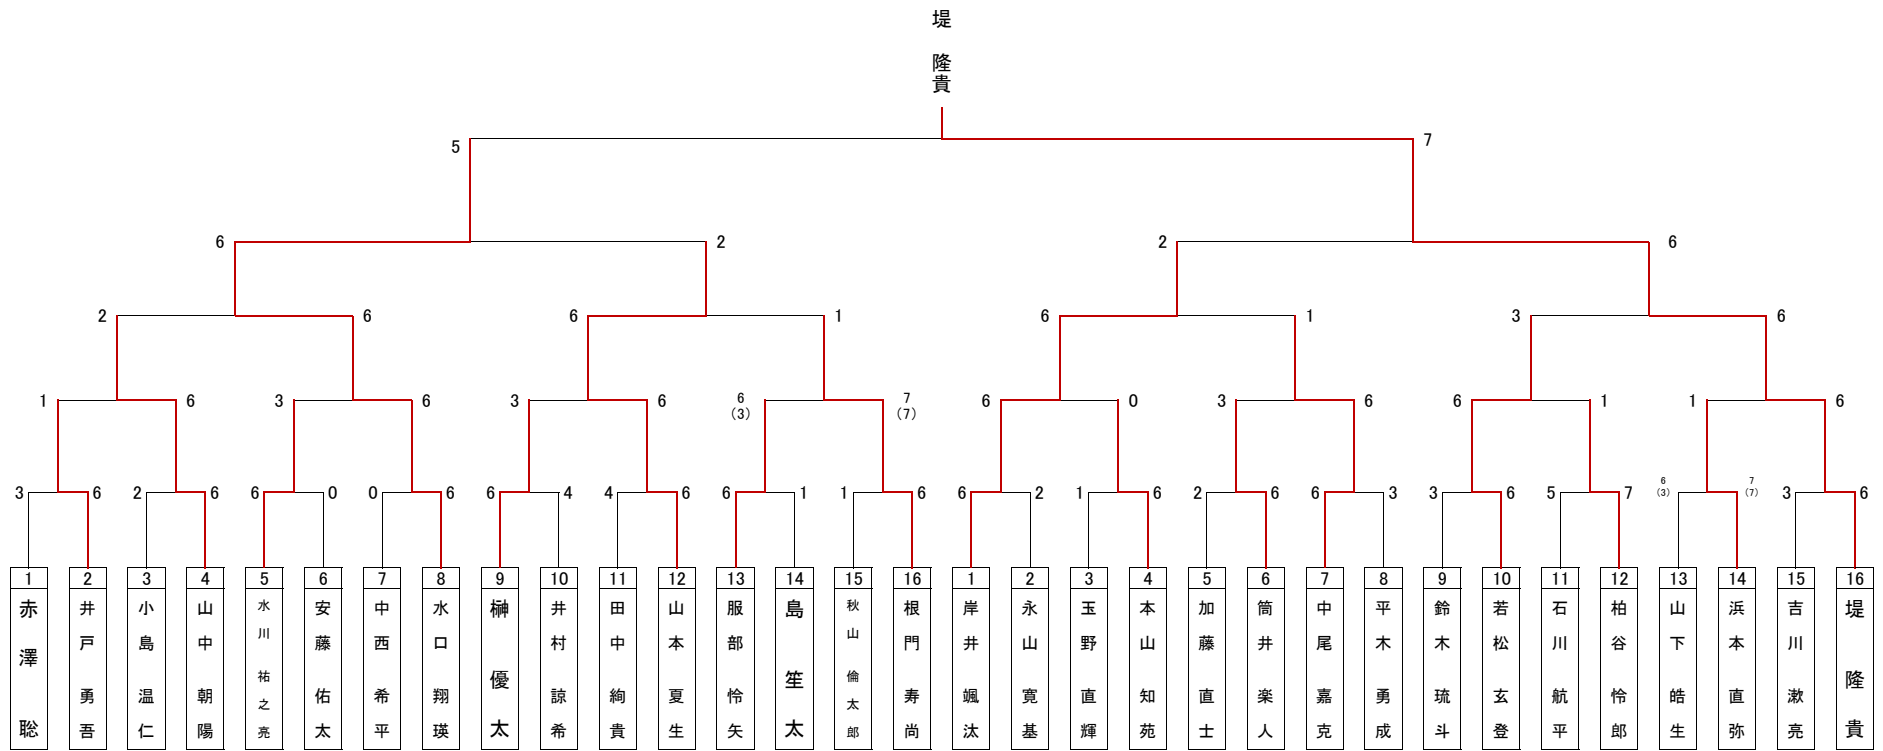 堤 隆貴
5 7
6 2 2 6
2 6 6 1 6 1 3 6
1 6 3 6 3 6 6 7 6 0 3 6 6 1 1 6
(3) (7)
6 7
3 6 2 6 6 0 0 6 6 4 4 6 6 1 1 6 6 2 1 6 2 6 6 3 3 6 5 7 (3) (7) 3 6
1 2 3 4 5 6 7 8 9 10 11 12 13 14 15 16 1 2 3 4 5 6 7 8 9 10 11 12 13 14 15 16
赤澤 聡
井戸 勇吾
小島 温仁
山中 朝陽
水川 祐之亮
安藤 佑太
中西 希平
水口 翔瑛
榊 優太
井村 諒希
田中 絢貴
山本 夏生
服部 怜矢
島 笙太
秋山 倫太郎
根門 寿尚
岸井 颯汰
永山 寛基
玉野 直輝
本山 知苑
加藤 直士
筒井 楽人
中尾 嘉克
平木 勇成
鈴木 琉斗
若松 玄登
石川 航平
柏谷 怜郎
山下 皓生
浜本 直弥
吉川 漱亮
堤 隆貴